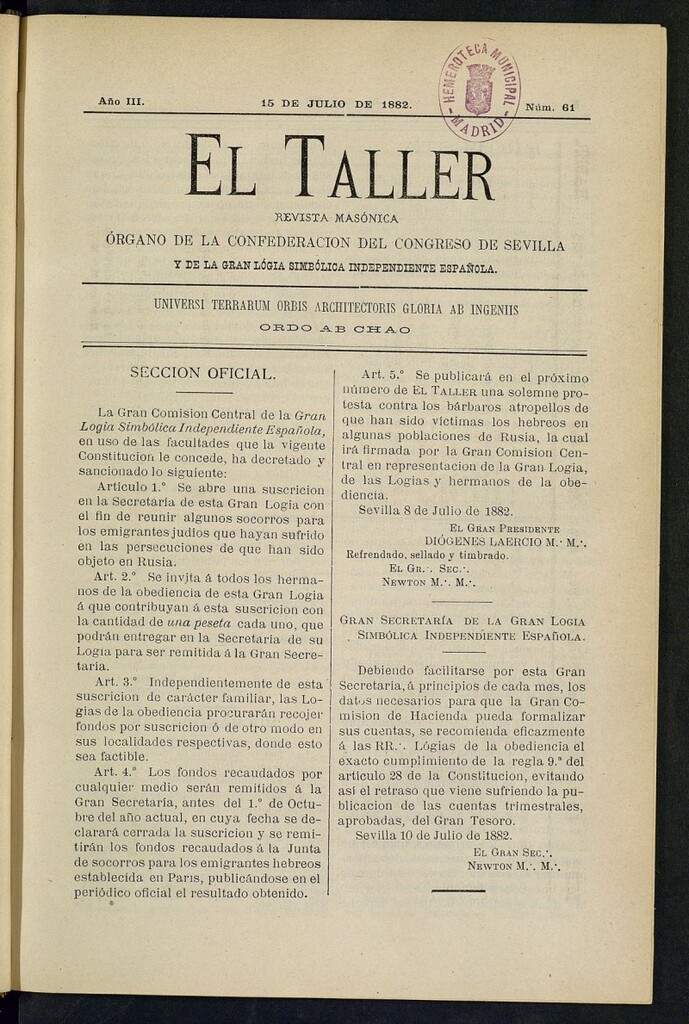 Año III.
15 DE JULIO DE 1882.
Núm. 61
HEMEROTECA MUNICIPAL
- MADRID -
EL TALLER
REVISTA MASÓNICA
ÓRGANO DE LA CONFEDERACION DEL CONGRESO DE SEVILLA
Y DE LA GRAN LÓGIA SIMBÓLICA INDEPENDIENTE ESPAÑOLA.
UNIVERSI TERRARUM ORBIS ARCHITECTORIS GLORIA AB INGENIIS
ORDO AB CHAO
SECCION OFICIAL.
La Gran Comision Central de la Gran
Logia Simbólica Independiente Española,
en uso de las facultades que la vigente
Constitucion le concede, ha decretado y
sancionado lo siguiente:
Artículo 1.° Se abre una suscricion
en la Secretaría de esta Gran Logia con
el fin de reunir algunos socorros para
los emigrantes judios que hayan sufrido
en las persecuciones de que han sido
objeto en Rusia.
Art. 2.° Se invita á todos los herma-
nos de la obediencia de esta Gran Logia
á que contribuyan á esta suscricion con
la cantidad de una peseta cada uno, que
podrán entregar en la Secretaría de su
Logia para ser remitida á la Gran Secre-
taría.
Art. 3.° Independientemente de esta
suscricion de carácter familiar, las Lo-
gias de la obediencia procurarán recojer
fondos por suscricion ó de otro modo en
sus localidades respectivas, donde esto
sea factible.
Art. 4.° Los fondos recaudados por
cualquier medio serán remitidos á la
Gran Secretaría, antes del 1.° de Octu-
bre del año actual, en cuya fecha se de-
clarará cerrada la suscricion y se remi-
tirán los fondos recaudados á la Junta
de socorros para los emigrantes hebreos
establecida en Paris, publicándose en el
periódico oficial el resultado obtenido.
Art. 5.° Se publicará en el próximo
número de EL TALLER una solemne pro-
testa contra los bárbaros atropellos de
que han sido víctimas los hebreos en
algunas poblaciones de Rusia, la cual
irá firmada por la Gran Comision Cen-
tral en representacion de la Gran Logia,
de las Logias y hermanos de la obe-
diencia.
Sevilla 8 de Julio de 1882.
EL GRAN PRESIDENTE
DIÓGENES LAERCIO M.· M.·.
Refrendado, sellado y timbrado.
EL GR.·. SEC.·.
NEWTON M.·. M.·.
GRAN SECRETARÍA DE LA GRAN LOGIA
SIMBÓLICA INDEPENDIENTE ESPAÑOLA.
Debiendo facilitarse por esta Gran
Secretaría, á principios de cada mes, los
datos necesarios para que la Gran Co-
mision de Hacienda pueda formalizar
sus cuentas, se recomienda eficazmente
á las RR.·. Lógias de la obediencia el
exacto cumplimiento de la regla 9.ª del
artículo 28 de la Constitucion, evitando
así el retraso que viene sufriendo la pu-
blicacion de las cuentas trimestrales,
aprobadas, del Gran Tesoro.
Sevilla 10 de Julio de 1882.
EL GRAN SEC.·.
NEWTON M.·. M.·.